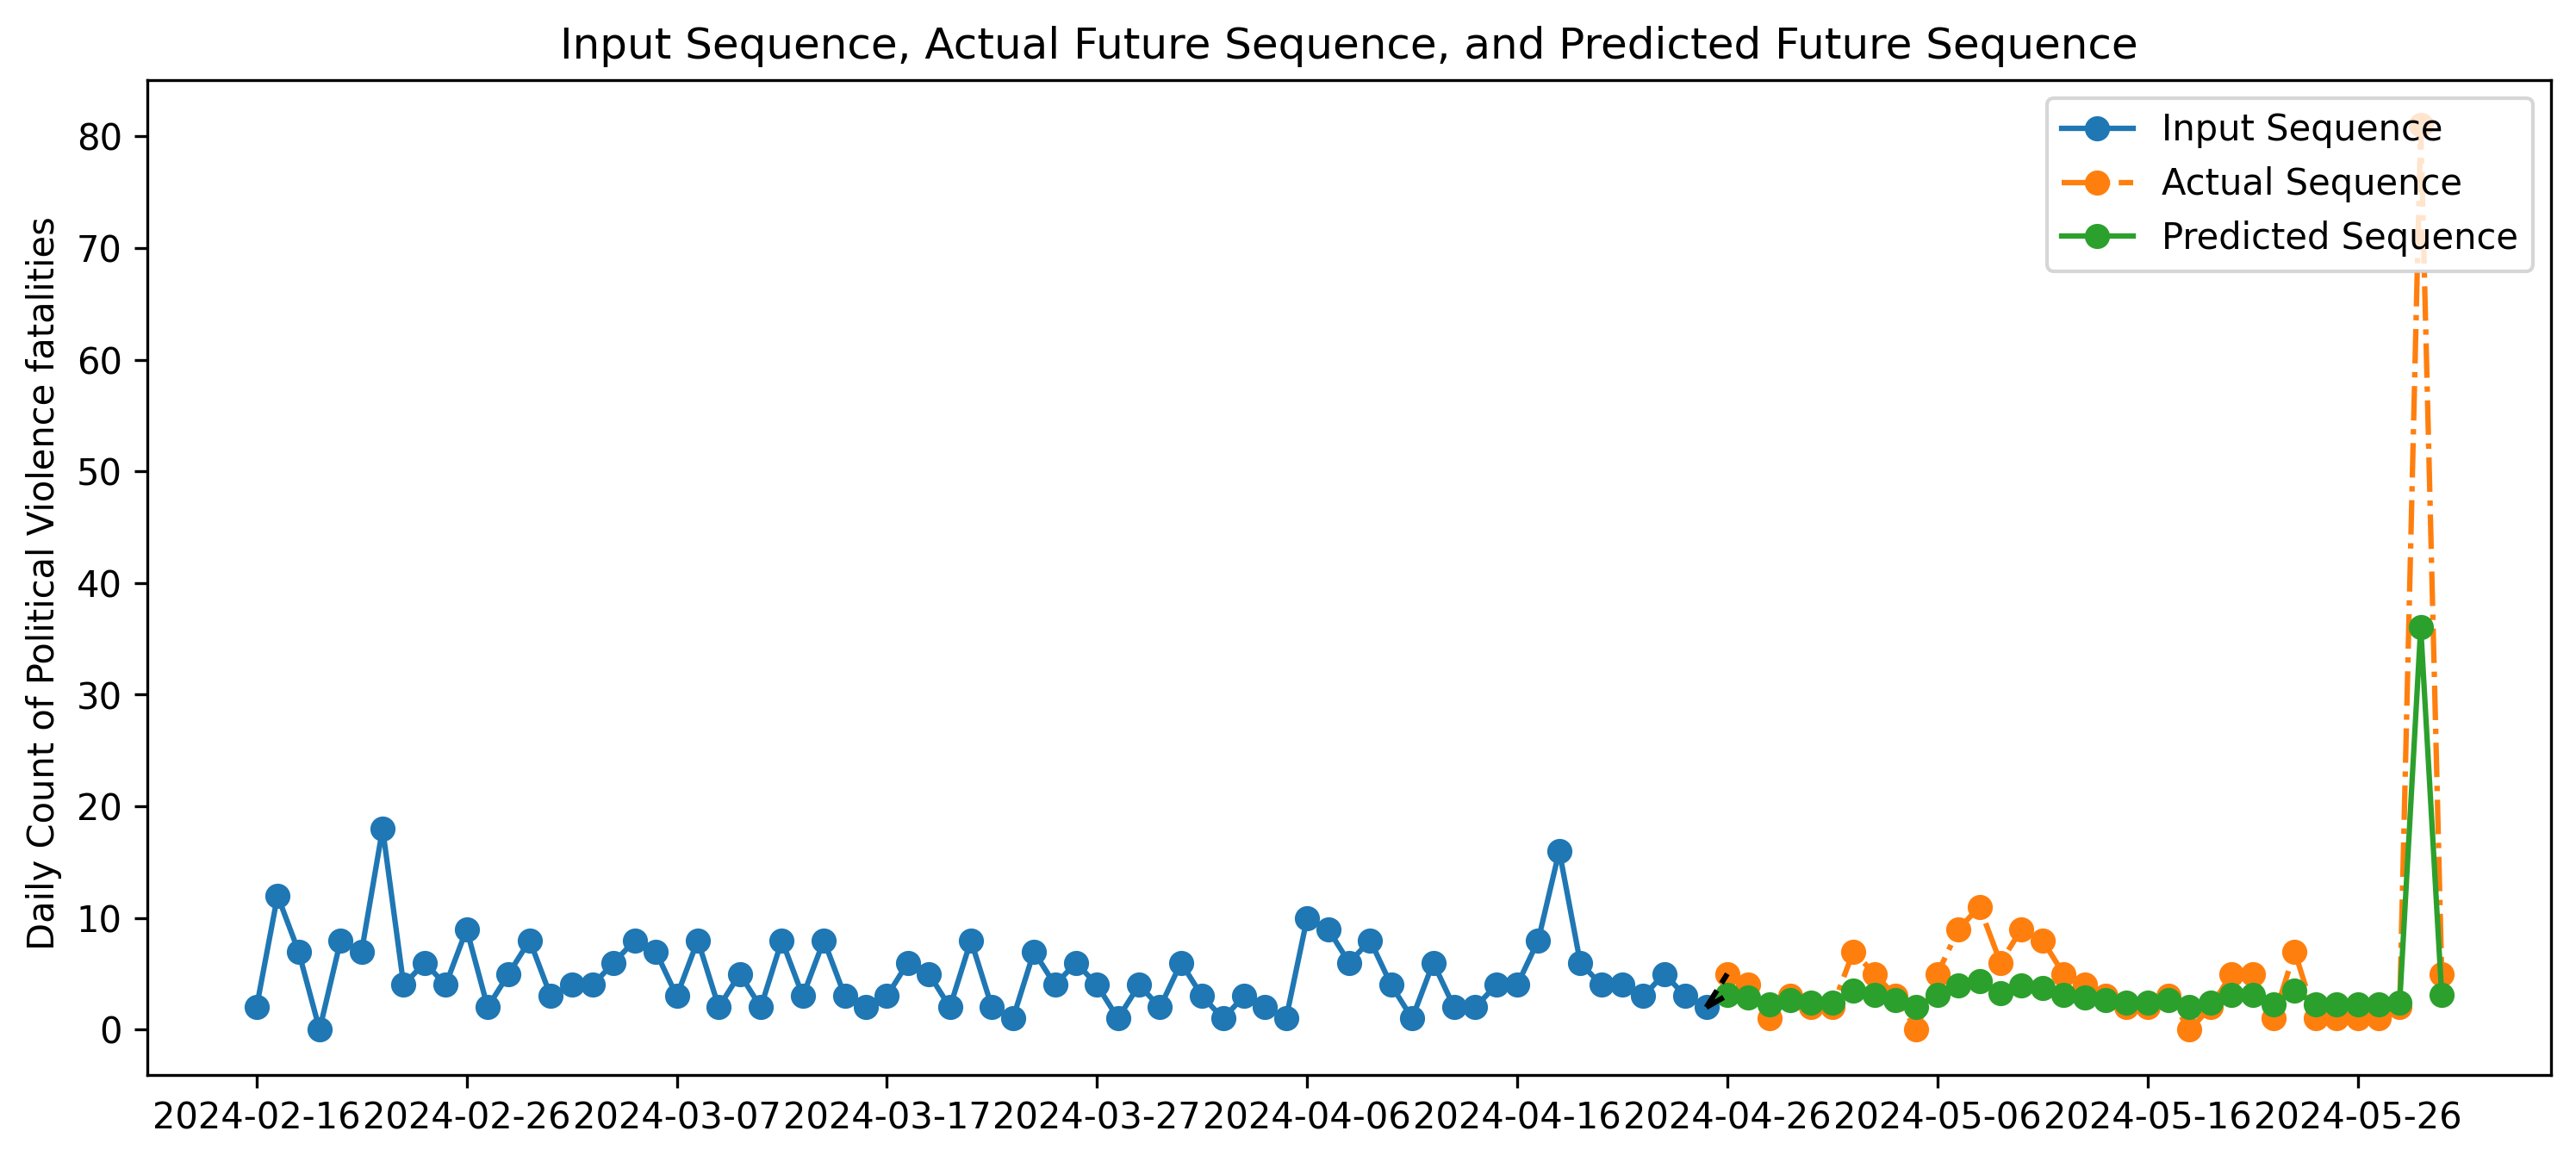 Input Sequence, Actual Future Sequence, and Predicted Future Sequence
Daily Count of Political Violence fatalities
80
70
60
50
40
30
20
10
0
Input Sequence
Actual Sequence
Predicted Sequence
2024-02-16 2024-02-26 2024-03-07 2024-03-17 2024-03-27 2024-04-06 2024-04-16 2024-04-26 2024-05-06 2024-05-16 2024-05-26